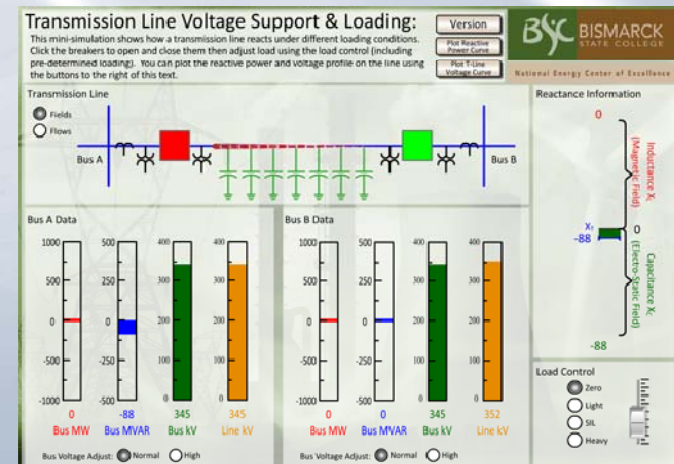 Transmission Line Voltage Support & Loading:
This mini-simulation shows how a transmission line reacts under different loading conditions.
Click the breakers to open and close them then adjust load using the load control (including
pre-determined loading). You can plot the reactive power and voltage profile on the line using
the buttons to the right of this text.
Version
Plot Reactive
Power Curve
Plot T-Line
Voltage Curve
BSC BISMARCK
STATE COLLEGE
National Energy Center of Excellence
Transmission Line
Fields
Flows
Bus A
Bus B
Reactance Information
0
Inductance XL
(Magnetic Field)
X
-88
0
Capacitance XC
(Electro-Static Field)
-88
Bus A Data
1000 500 400 400
500 250 300 300
0 0 200 200
-500 -250 100 100
-1000 -500 0 0
0 -88 345 345
Bus MW Bus MVAR Bus kV Line kV
Bus Voltage Adjust: Normal High
Bus B Data
1000 500 400 400
500 250 300 300
0 0 200 200
-500 -250 100 100
-1000 -500 0 0
0 0 345 352
Bus MW Bus MVAR Bus kV Line kV
Bus Voltage Adjust: Normal High
Load Control
Zero
Light
SIL
Heavy